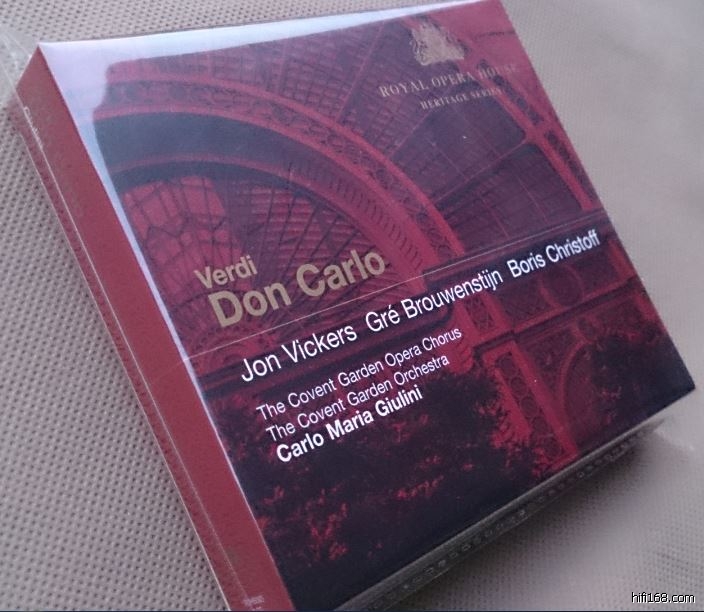 ROYAL OPERA HOUSE
HERITAGE SERIES
Verdi
Don Carlo
Jon Vickers Gré Brouwenstijn Boris Christoff
The Covent Garden Opera Chorus
The Covent Garden Orchestra
Carlo Maria Giulini
hifi168.com